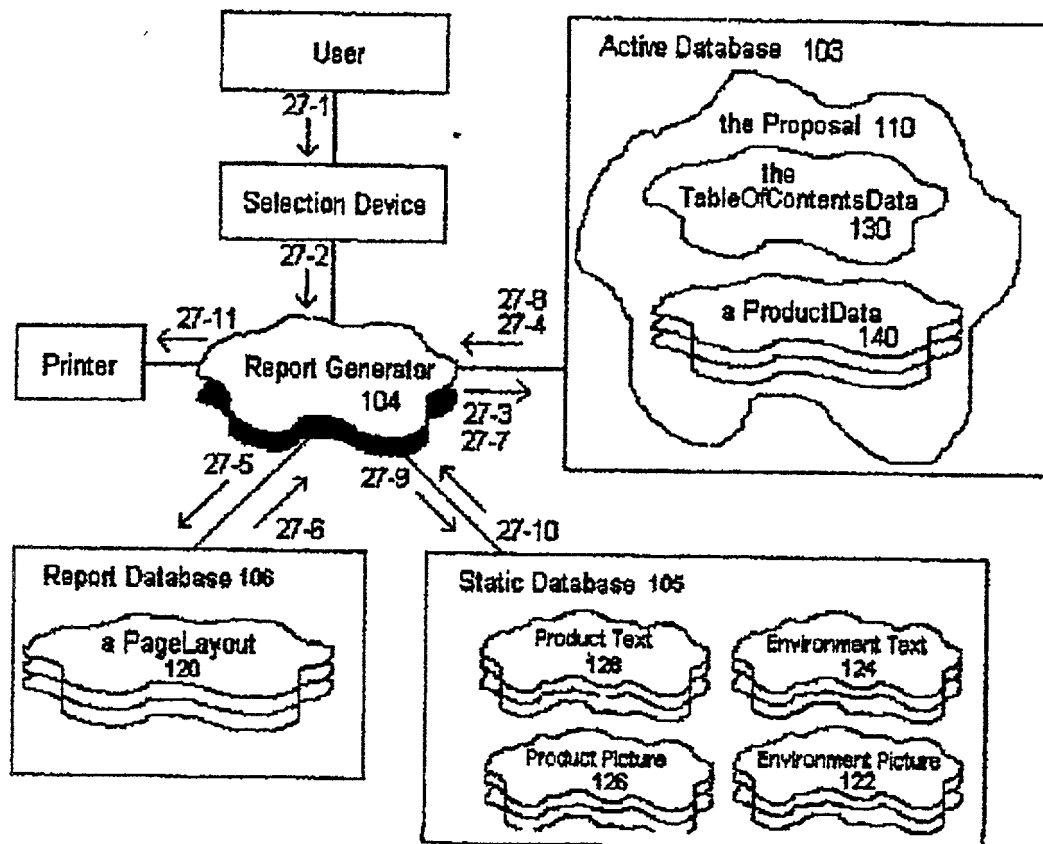 User
27-1
Selection Device
27-2
Active Database 103
the Proposal 110
the
TableOfContentsData
130
a ProductData
140
27-11
27-8
27-4
Printer
Report Generator
104
27-3
27-7
27-5
27-6
27-9
27-10
Report Database 106
a PageLayout
120
Static Database 105
Product Text
128
Environment Text
124
Product Picture
126
Environment Picture
122